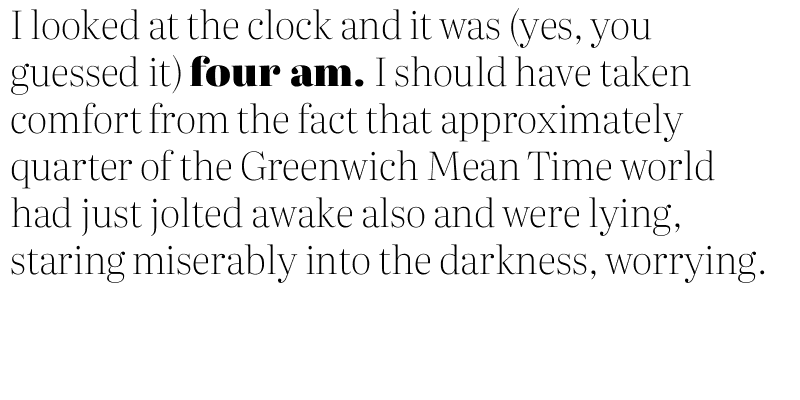 I looked at the clock and it was (yes, you
guessed it) four am. I should have taken
comfort from the fact that approximately
quarter of the Greenwich Mean Time world
had just jolted awake also and were lying,
staring miserably into the darkness, worrying.